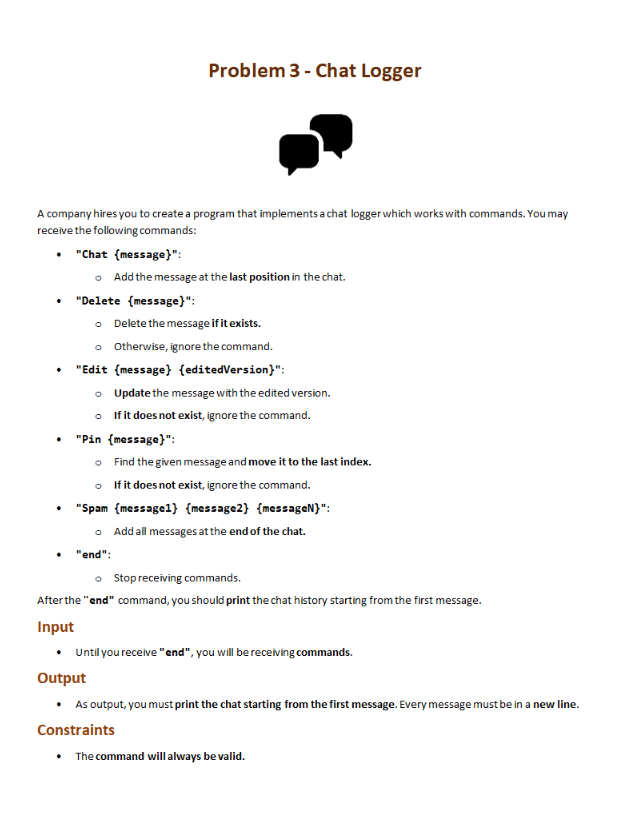 Problem 3 - Chat Logger
A company hires you to create a program that implements a chat logger which works with commands. You may
receive the following commands:
• "Chat {message}":
o Add the message at the last position in the chat.
• "Delete {message}":
o Delete the message if it exists.
o Otherwise, ignore the command.
• "Edit {message} {editedVersion}":
o Update the message with the edited version.
o If it does not exist, ignore the command.
• "Pin {message}":
o Find the given message and move it to the last index.
o If it does not exist, ignore the command.
• "Spam {message1} {message2} {messageN}":
o Add all messages at the end of the chat.
• "end":
o Stop receiving commands.
After the "end" command, you should print the chat history starting from the first message.
Input
• Until you receive "end", you will be receiving commands.
Output
• As output, you must print the chat starting from the first message. Every message must be in a new line.
Constraints
• The command will always be valid.